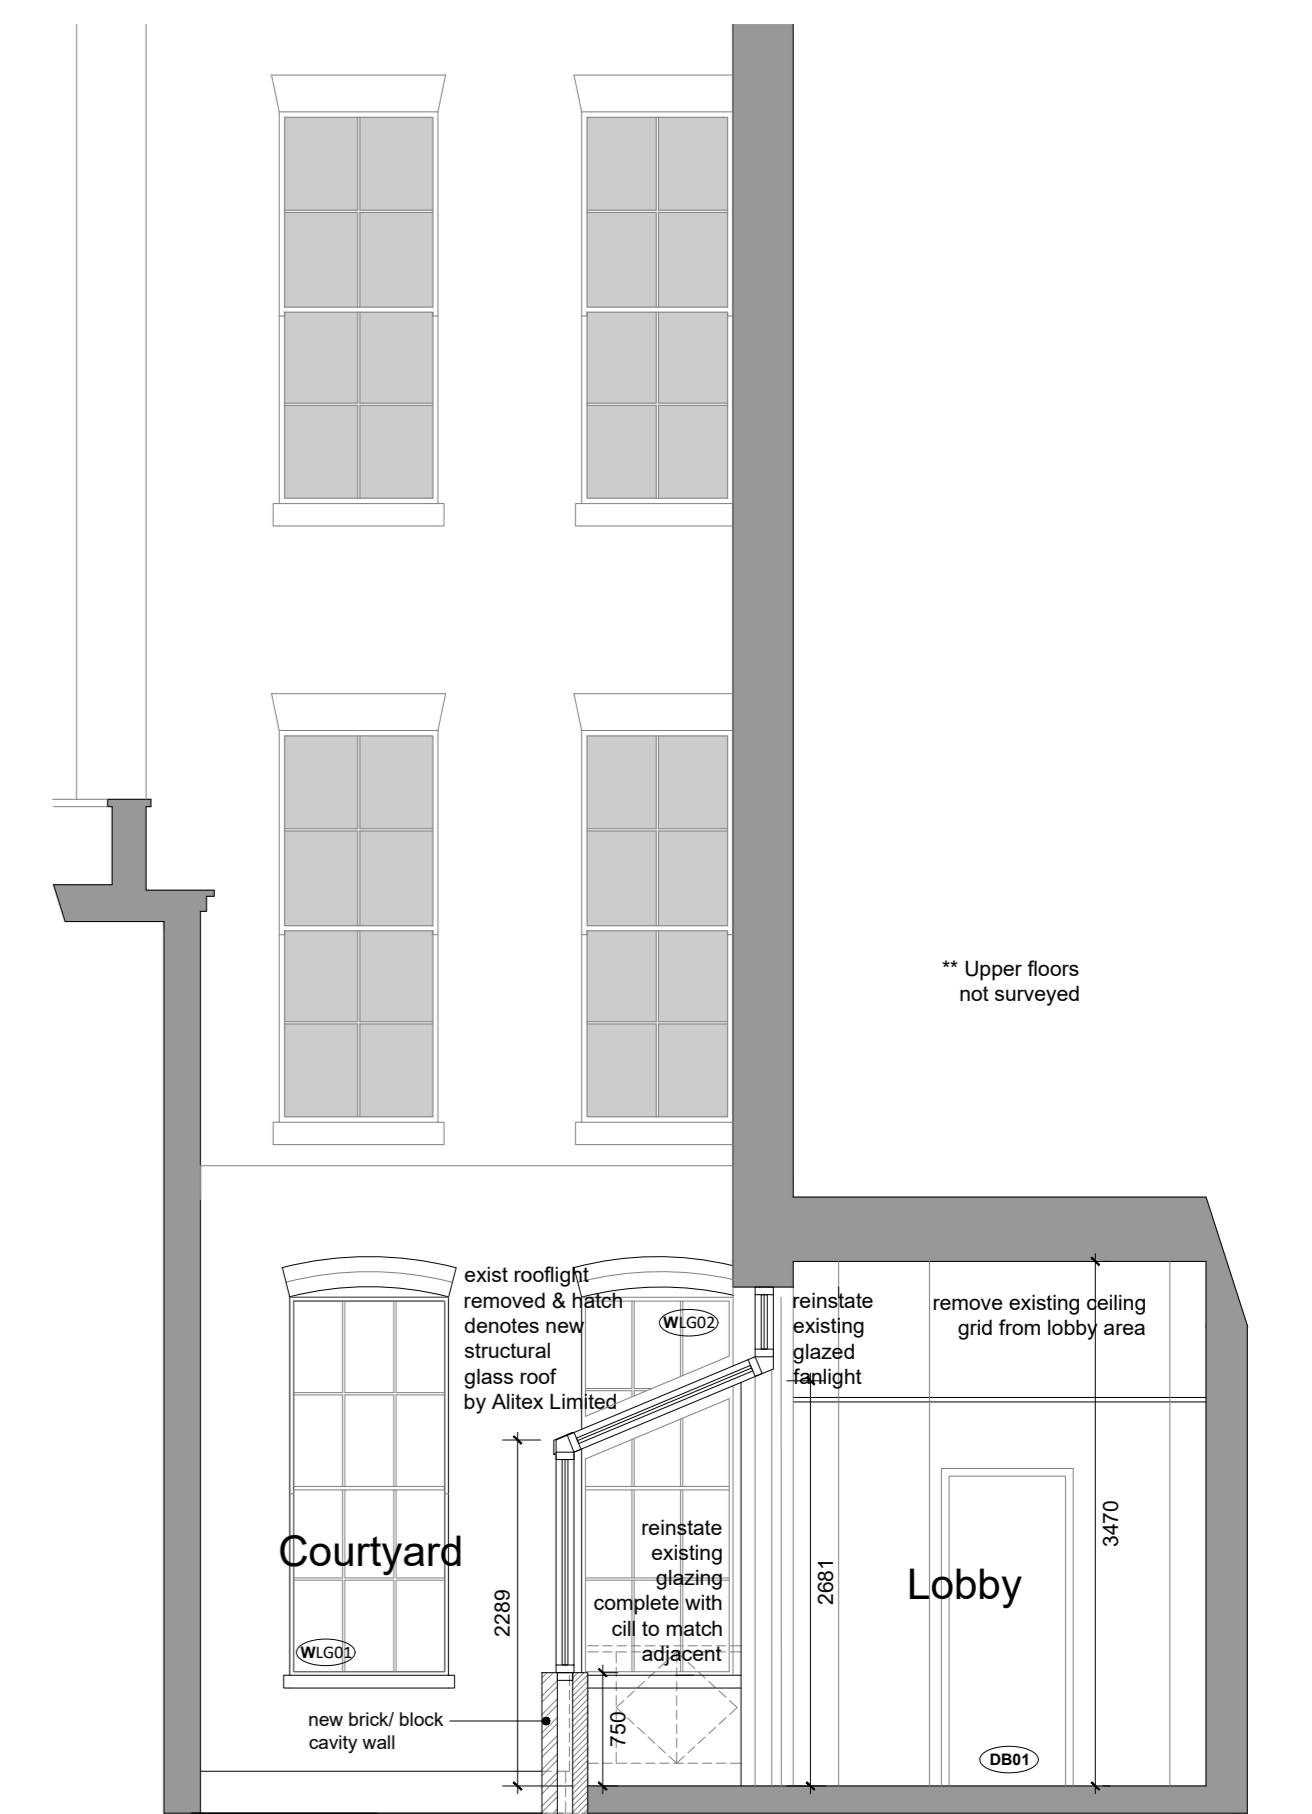 ** Upper floors
not surveyed
exist rooflight
removed & hatch
denotes new
structural
glass roof
by Alitex Limited
WLG02
reinstate
existing
glazed
fanlight
remove existing ceiling
grid from lobby area
Courtyard
reinstate
existing
glazing
complete with
cill to match
adjacent
2289
2681
3470
Lobby
WLG01
new brick/ block
cavity wall
750
DB01